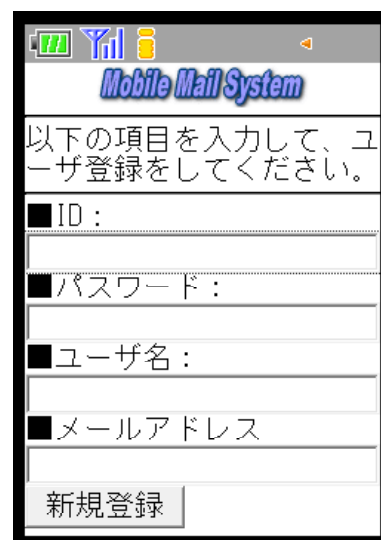 Mobile Mail System
以下の項目を入力して、ユ
ーザ登録をしてください。
■ID：
■パスワード：
■ユーザ名：
■メールアドレス
新規登録